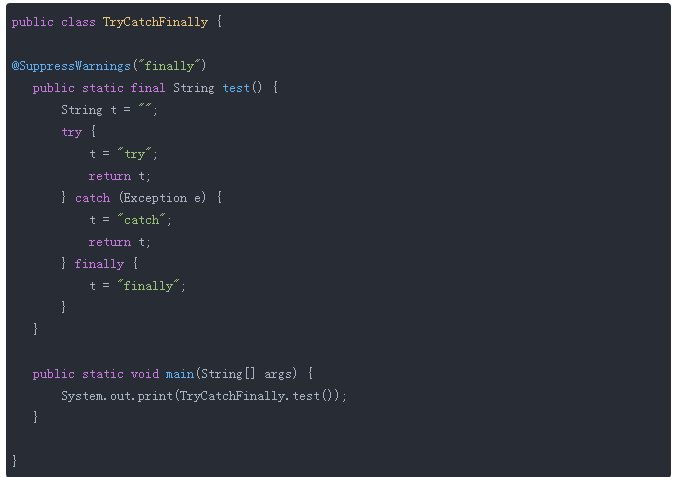 public class TryCatchFinally {
@SuppressWarnings("finally")
public static final String test() {
String t = "";
try {
t = "try";
return t;
} catch (Exception e) {
t = "catch";
return t;
} finally {
t = "finally";
}
}
public static void main(String[] args) {
System.out.print(TryCatchFinally.test());
}
}